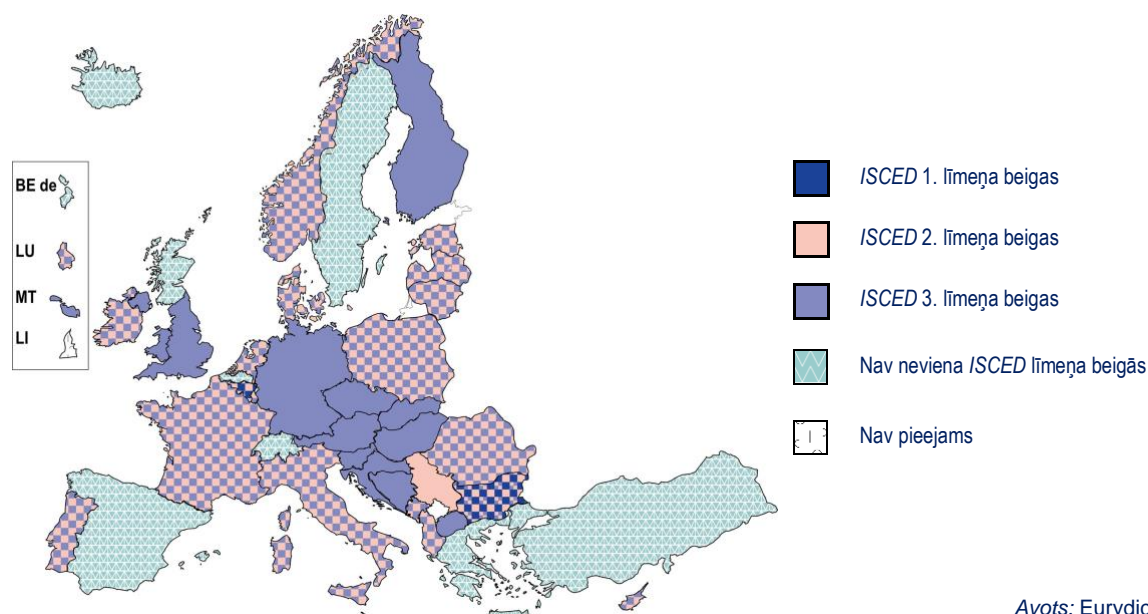 BE de
LU
MT
LI
ISCED 1. līmeņa beigas
ISCED 2. līmeņa beigas
ISCED 3. līmeņa beigas
Nav neviena ISCED līmeņa beigās
Nav pieejams
Avots: Eurydic